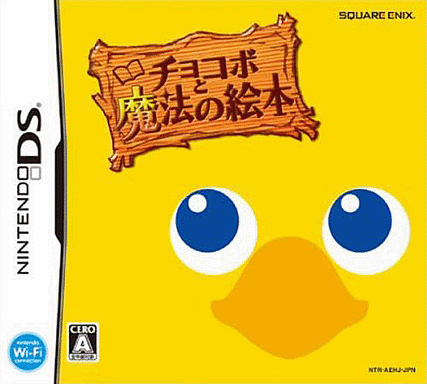 SQUARE ENIX.
チョコボ
と
魔法の絵本
NINTENDO DS
CERO
A
nintendo
Wi-Fi
connection
NTR-AEHJ-JPN